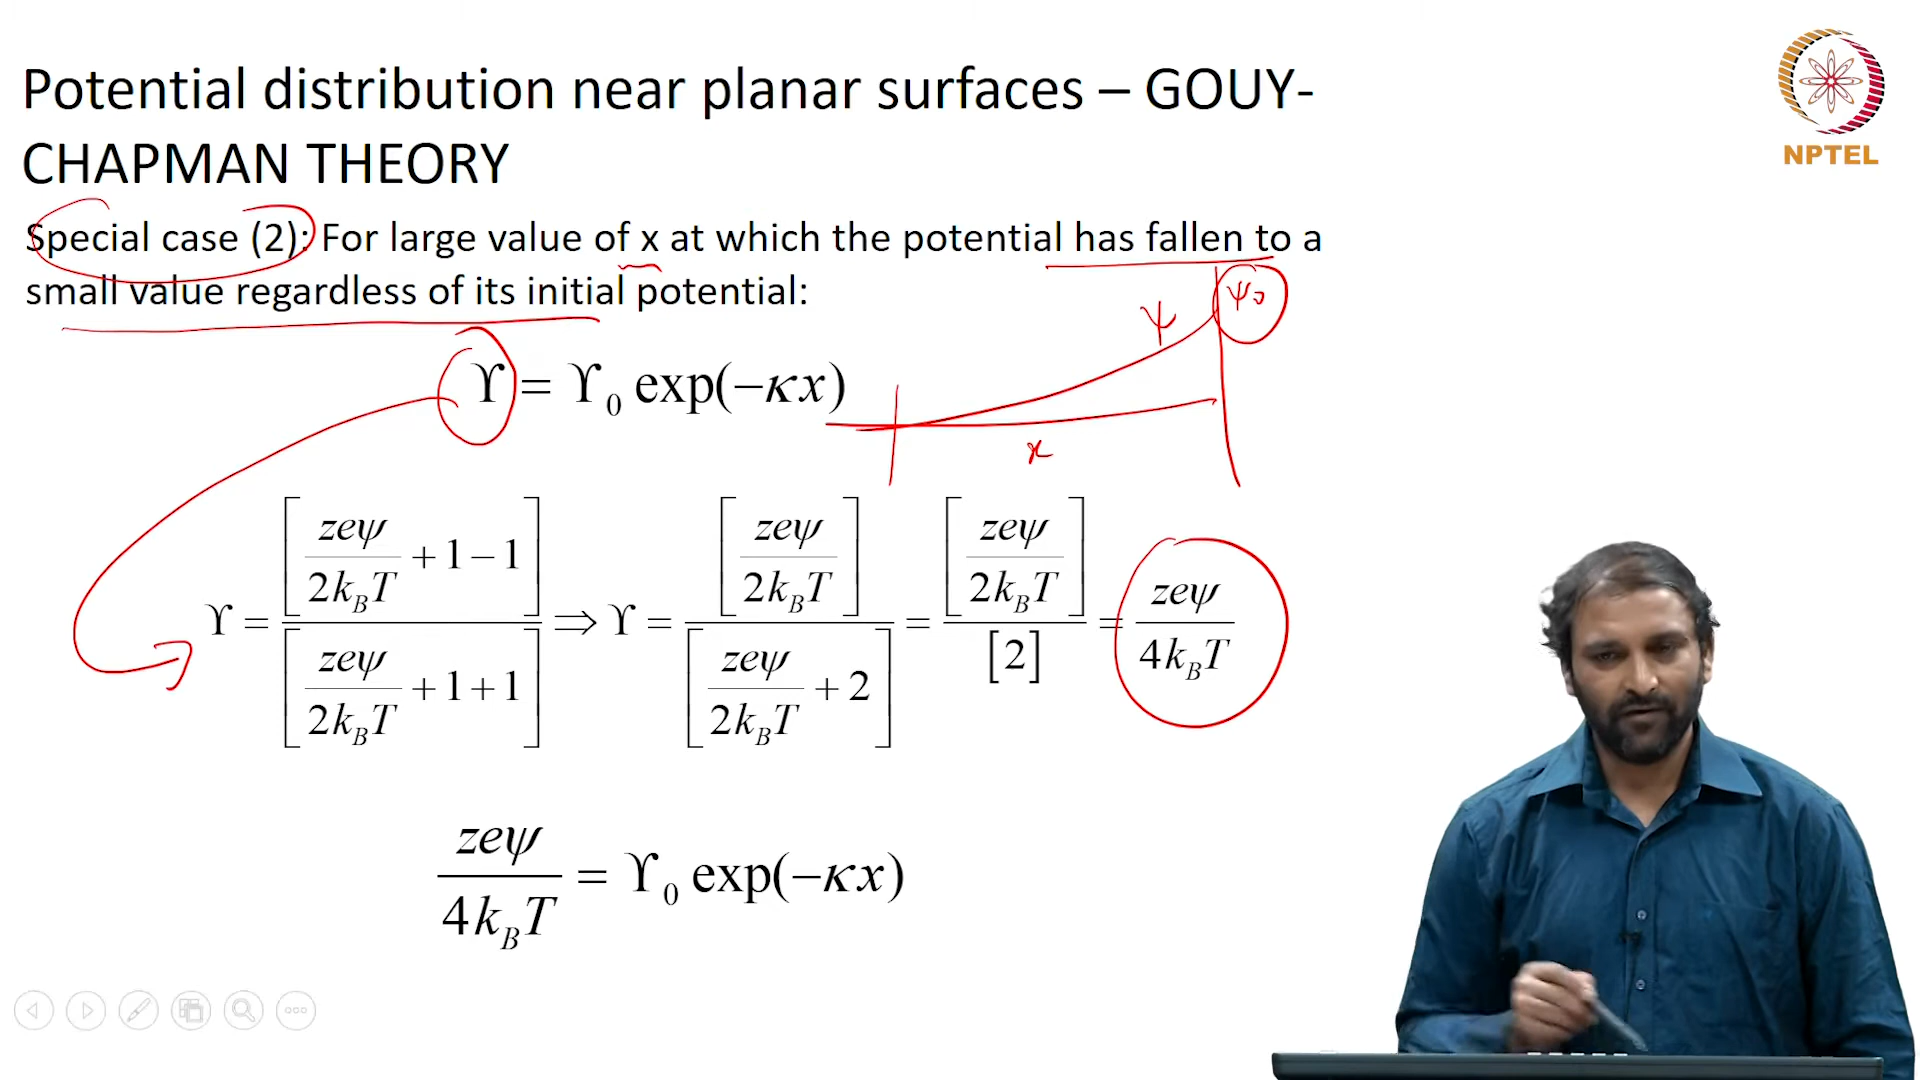 NPTEL
Potential distribution near planar surfaces – GOUY-
CHAPMAN THEORY
Special case (2): For large value of x at which the potential has fallen to a
small value regardless of its initial potential:
ψ ψ₀
ϒ = ϒ₀ exp(−κx)
x
ϒ = [zeψ/2k_BT + 1 − 1] / [zeψ/2k_BT + 1 + 1] ⇒ ϒ = [zeψ/2k_BT] / [zeψ/2k_BT + 2] = [zeψ/2k_BT] / [2] = zeψ/4k_BT
zeψ/4k_BT = ϒ₀ exp(−κx)